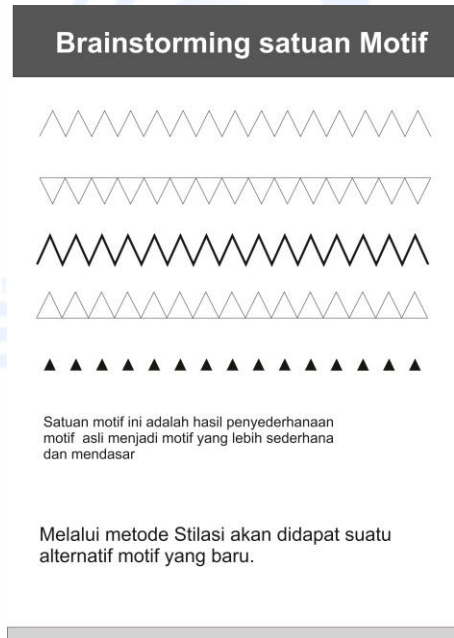 Brainstorming satuan Motif
Satuan motif ini adalah hasil penyederhanaan
motif asli menjadi motif yang lebih sederhana
dan mendasar
Melalui metode Stilasi akan didapat suatu
alternatif motif yang baru.